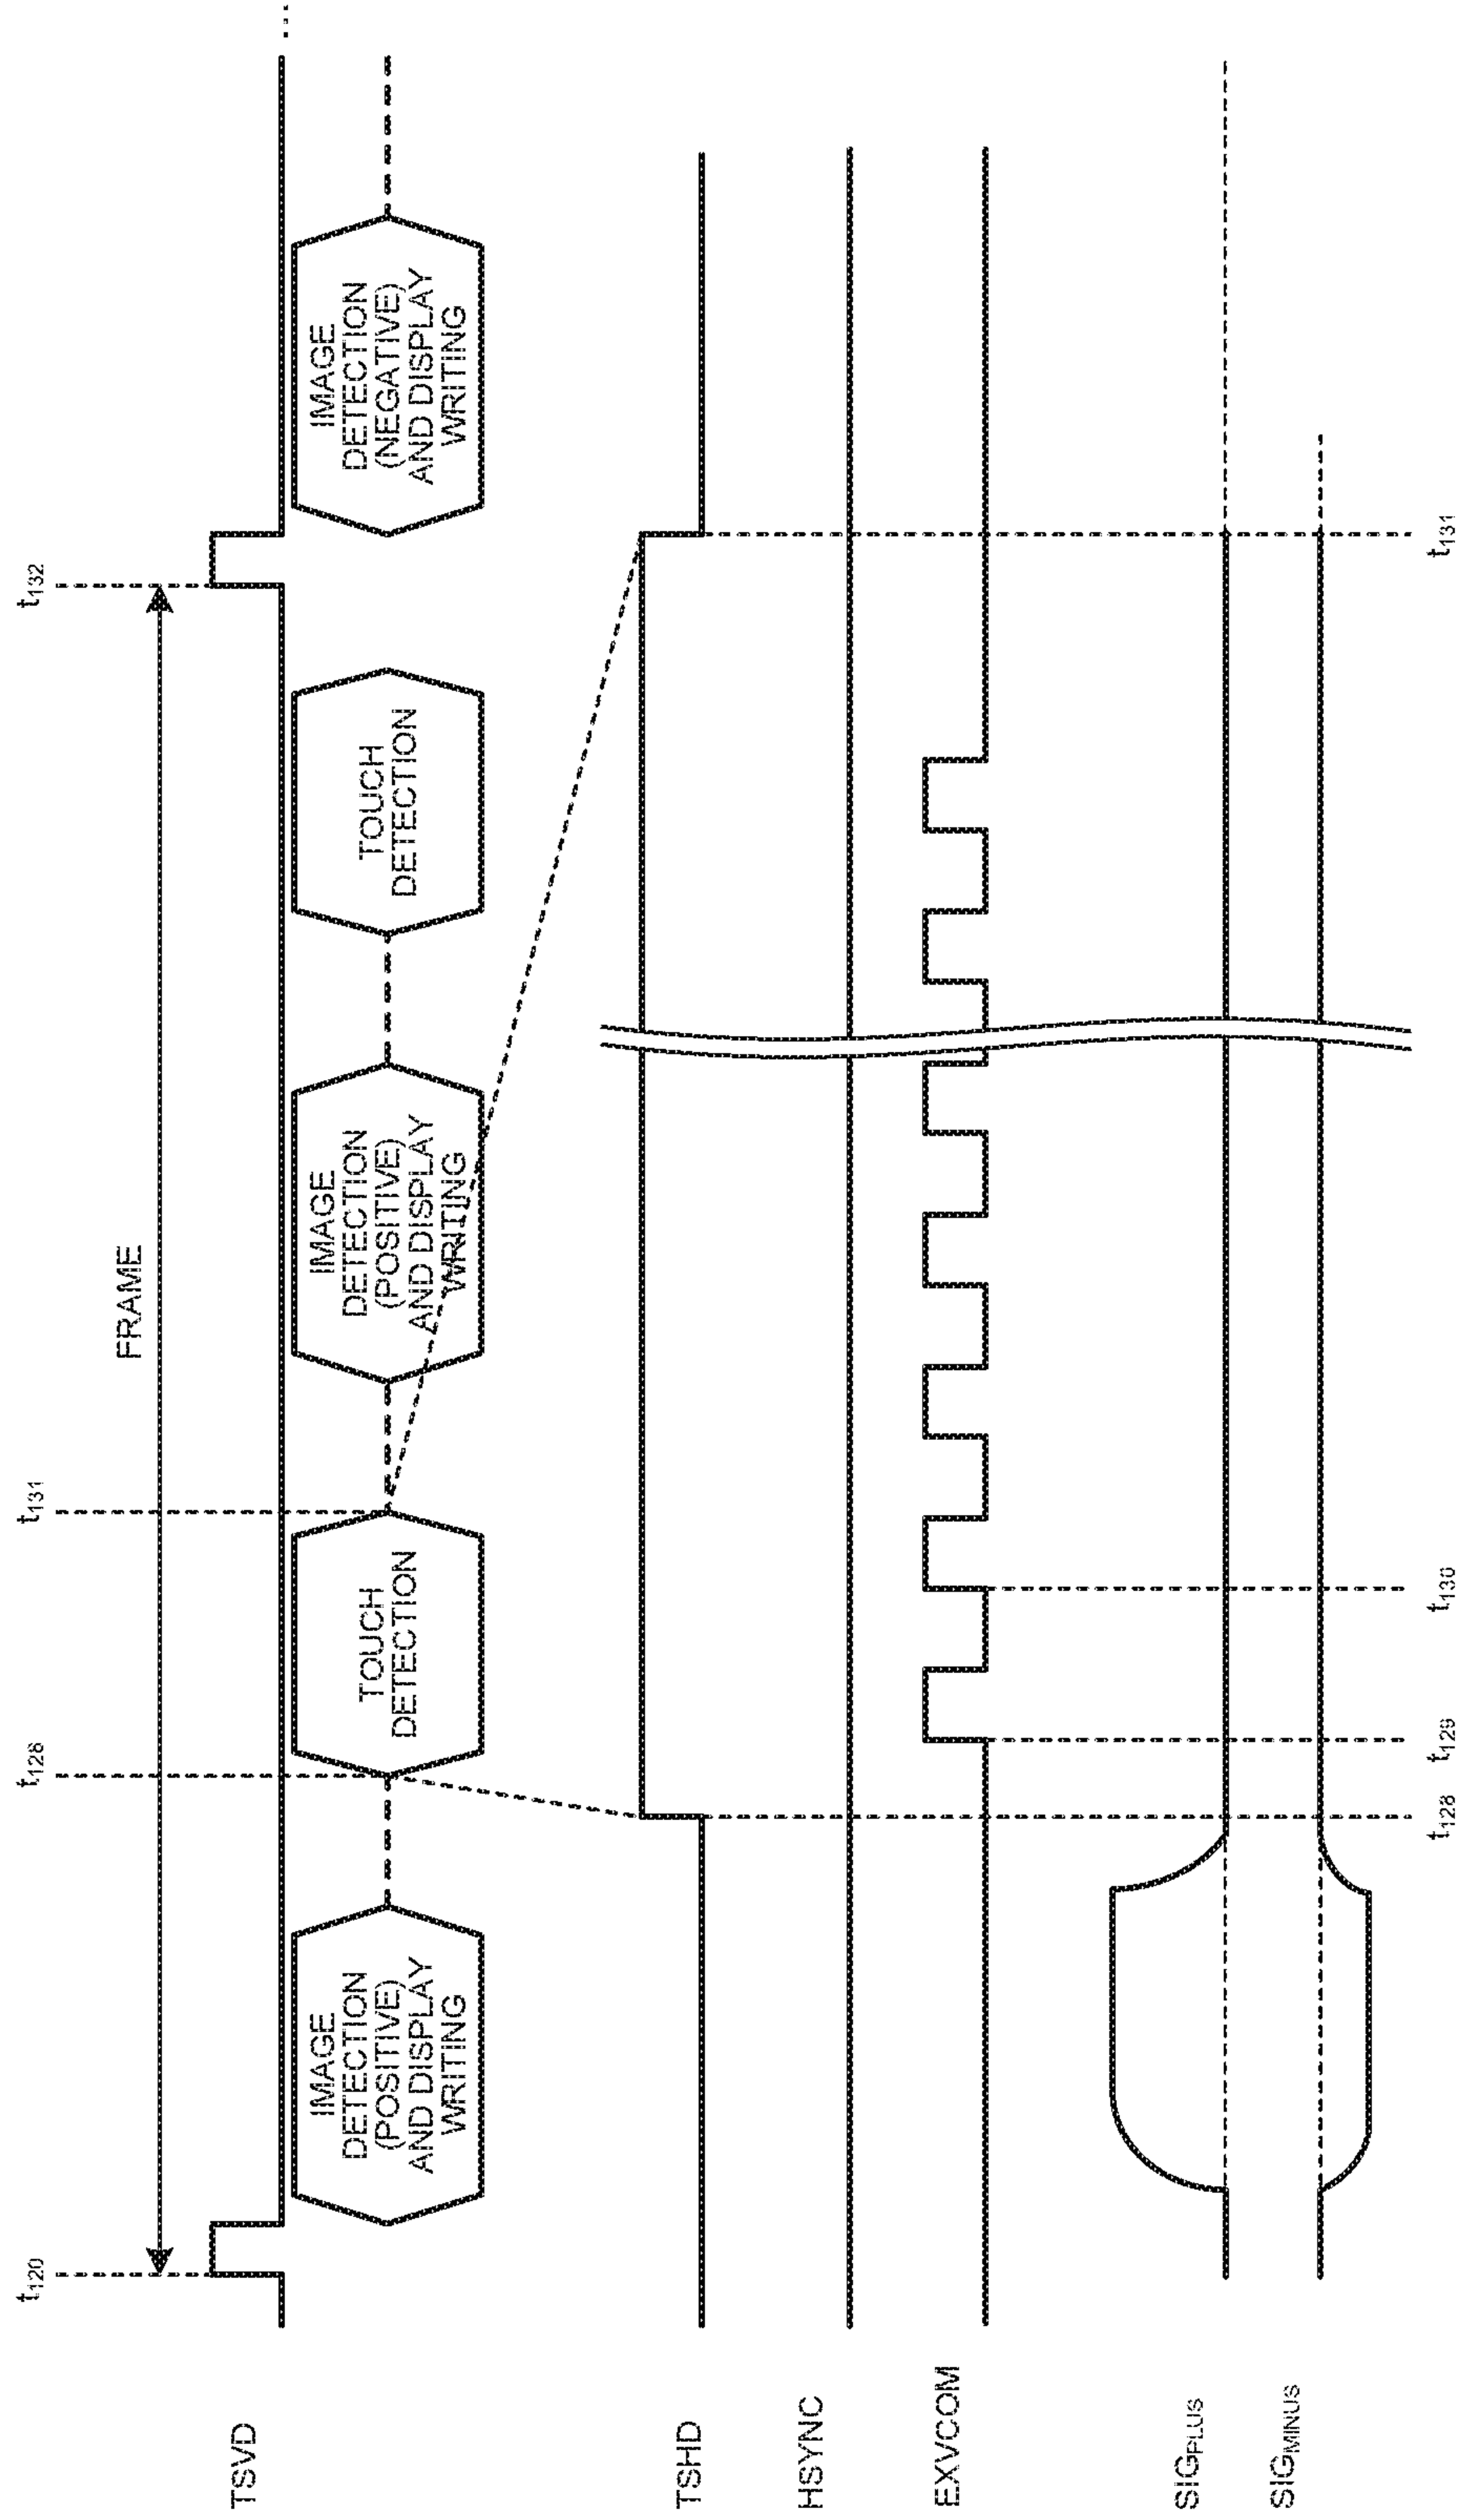 t120
t128
t131
t132
FRAME
TSVD
...
IMAGE
DETECTION
(POSITIVE)
AND DISPLAY
WRITING
TOUCH
DETECTION
IMAGE
DETECTION
(POSITIVE)
AND DISPLAY
WRITING
TOUCH
DETECTION
IMAGE
DETECTION
(NEGATIVE)
AND DISPLAY
WRITING
TSHD
HSYNC
EXVCOM
SIGPLUS
SIGMINUS
t128
t129
t130
t131